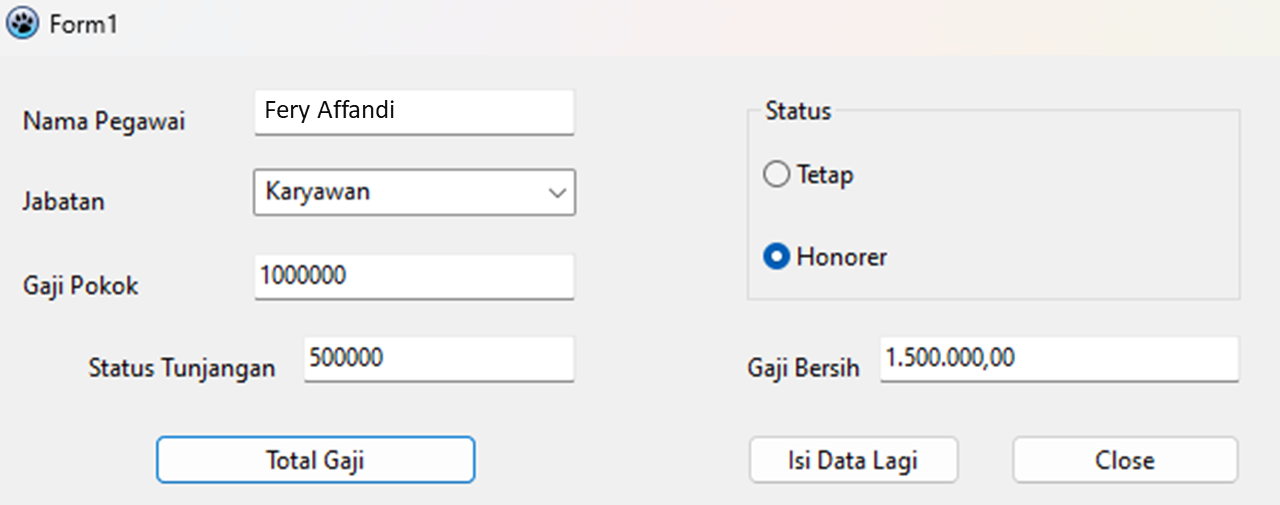 Form1
Nama Pegawai
Fery Affandi
Jabatan
Karyawan
Gaji Pokok
1000000
Status Tunjangan
500000
Total Gaji
Status
Tetap
Honorer
Gaji Bersih
1.500.000,00
Isi Data Lagi
Close